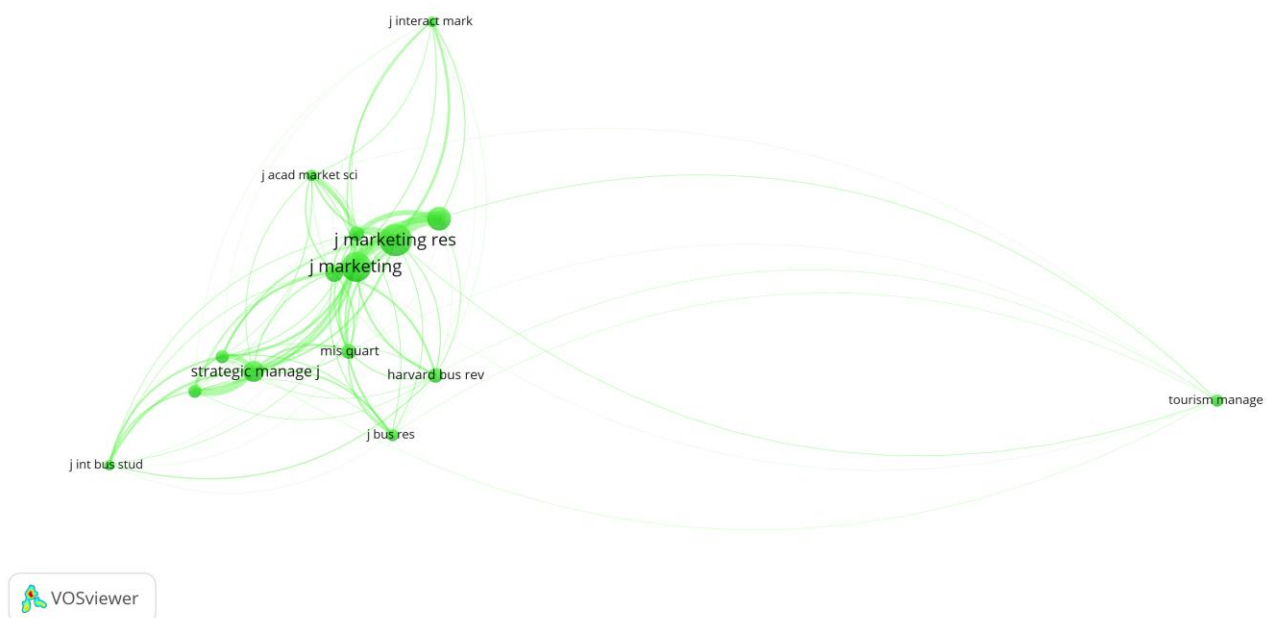 j interact mark
j acad market sci
j marketing res
j marketing
mis quart
strategic manage j
harvard bus rev
tourism manage
j bus res
j int bus stud
VOSviewer